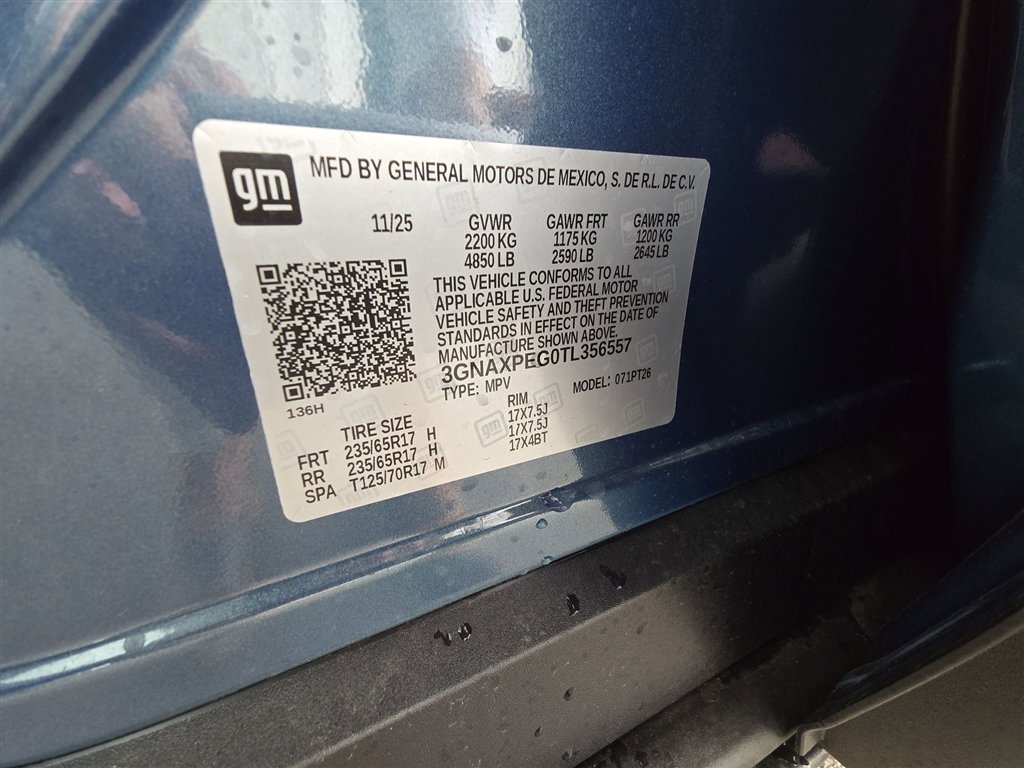 gm
MFD BY GENERAL MOTORS DE MEXICO, S. DE R.L. DE C.V.
11/25 GVWR GAWR FRT GAWR RR
2200 KG 1175 KG 1200 KG
4850 LB 2590 LB 2645 LB
THIS VEHICLE CONFORMS TO ALL
APPLICABLE U.S. FEDERAL MOTOR
VEHICLE SAFETY AND THEFT PREVENTION
STANDARDS IN EFFECT ON THE DATE OF
MANUFACTURE SHOWN ABOVE.
3GNAXPEG0TL356557
TYPE: MPV MODEL: 071PT26
136H
TIRE SIZE RIM
FRT 235/65R17 H 17X7.5J
RR 235/65R17 H 17X7.5J
SPA T125/70R17 M 17X4BT